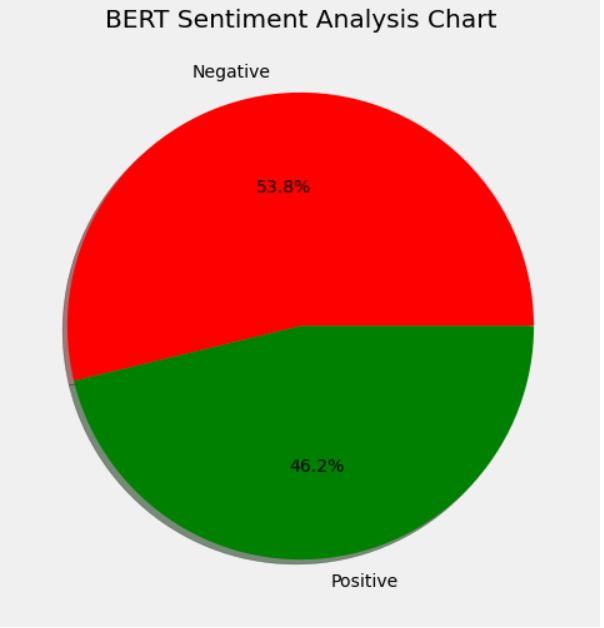 BERT Sentiment Analysis Chart
Negative
53.8%
46.2%
Positive